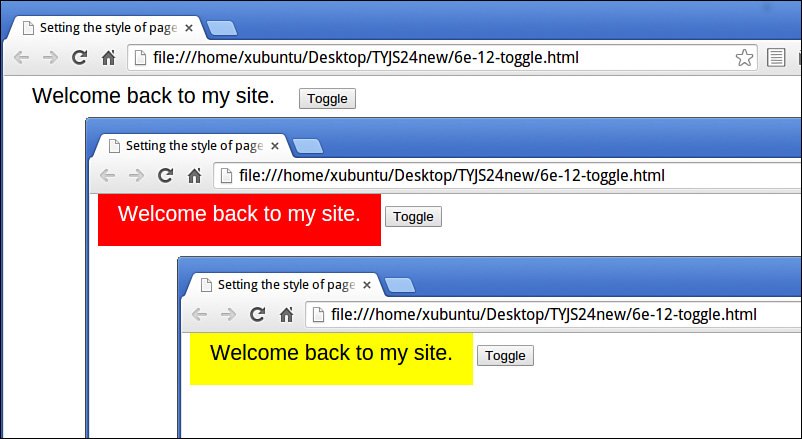 Setting the style of page
file:///home/xubuntu/Desktop/TYJS24new/6e-12-toggle.html
Welcome back to my site. Toggle
Setting the style of page
file:///home/xubuntu/Desktop/TYJS24new/6e-12-toggle.html
Welcome back to my site. Toggle
Setting the style of page
file:///home/xubuntu/Desktop/TYJS24new/6e-12-toggle.html
Welcome back to my site. Toggle